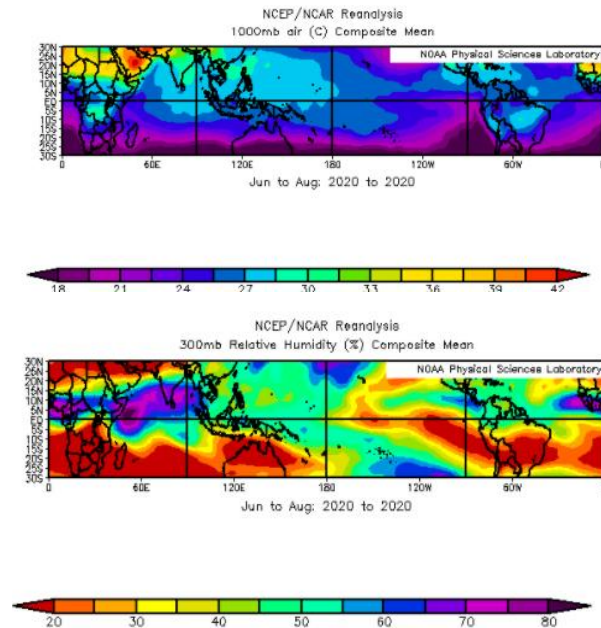 NCEP/NCAR Reanalysis
1000mb air (C) Composite Mean
NOAA Physical Sciences Laboratory
30N
25N
20N
15N
10N
5N
EQ
5S
10S
15S
20S
25S
30S
60E 120E 180 120W 60W
Jun to Aug: 2020 to 2020
18 21 24 27 30 33 36 39 42
NCEP/NCAR Reanalysis
300mb Relative Humidity (%) Composite Mean
NOAA Physical Sciences Laboratory
30N
25N
20N
15N
10N
5N
EQ
5S
10S
15S
20S
25S
30S
60E 120E 180 120W 60W
Jun to Aug: 2020 to 2020
20 30 40 50 60 70 80